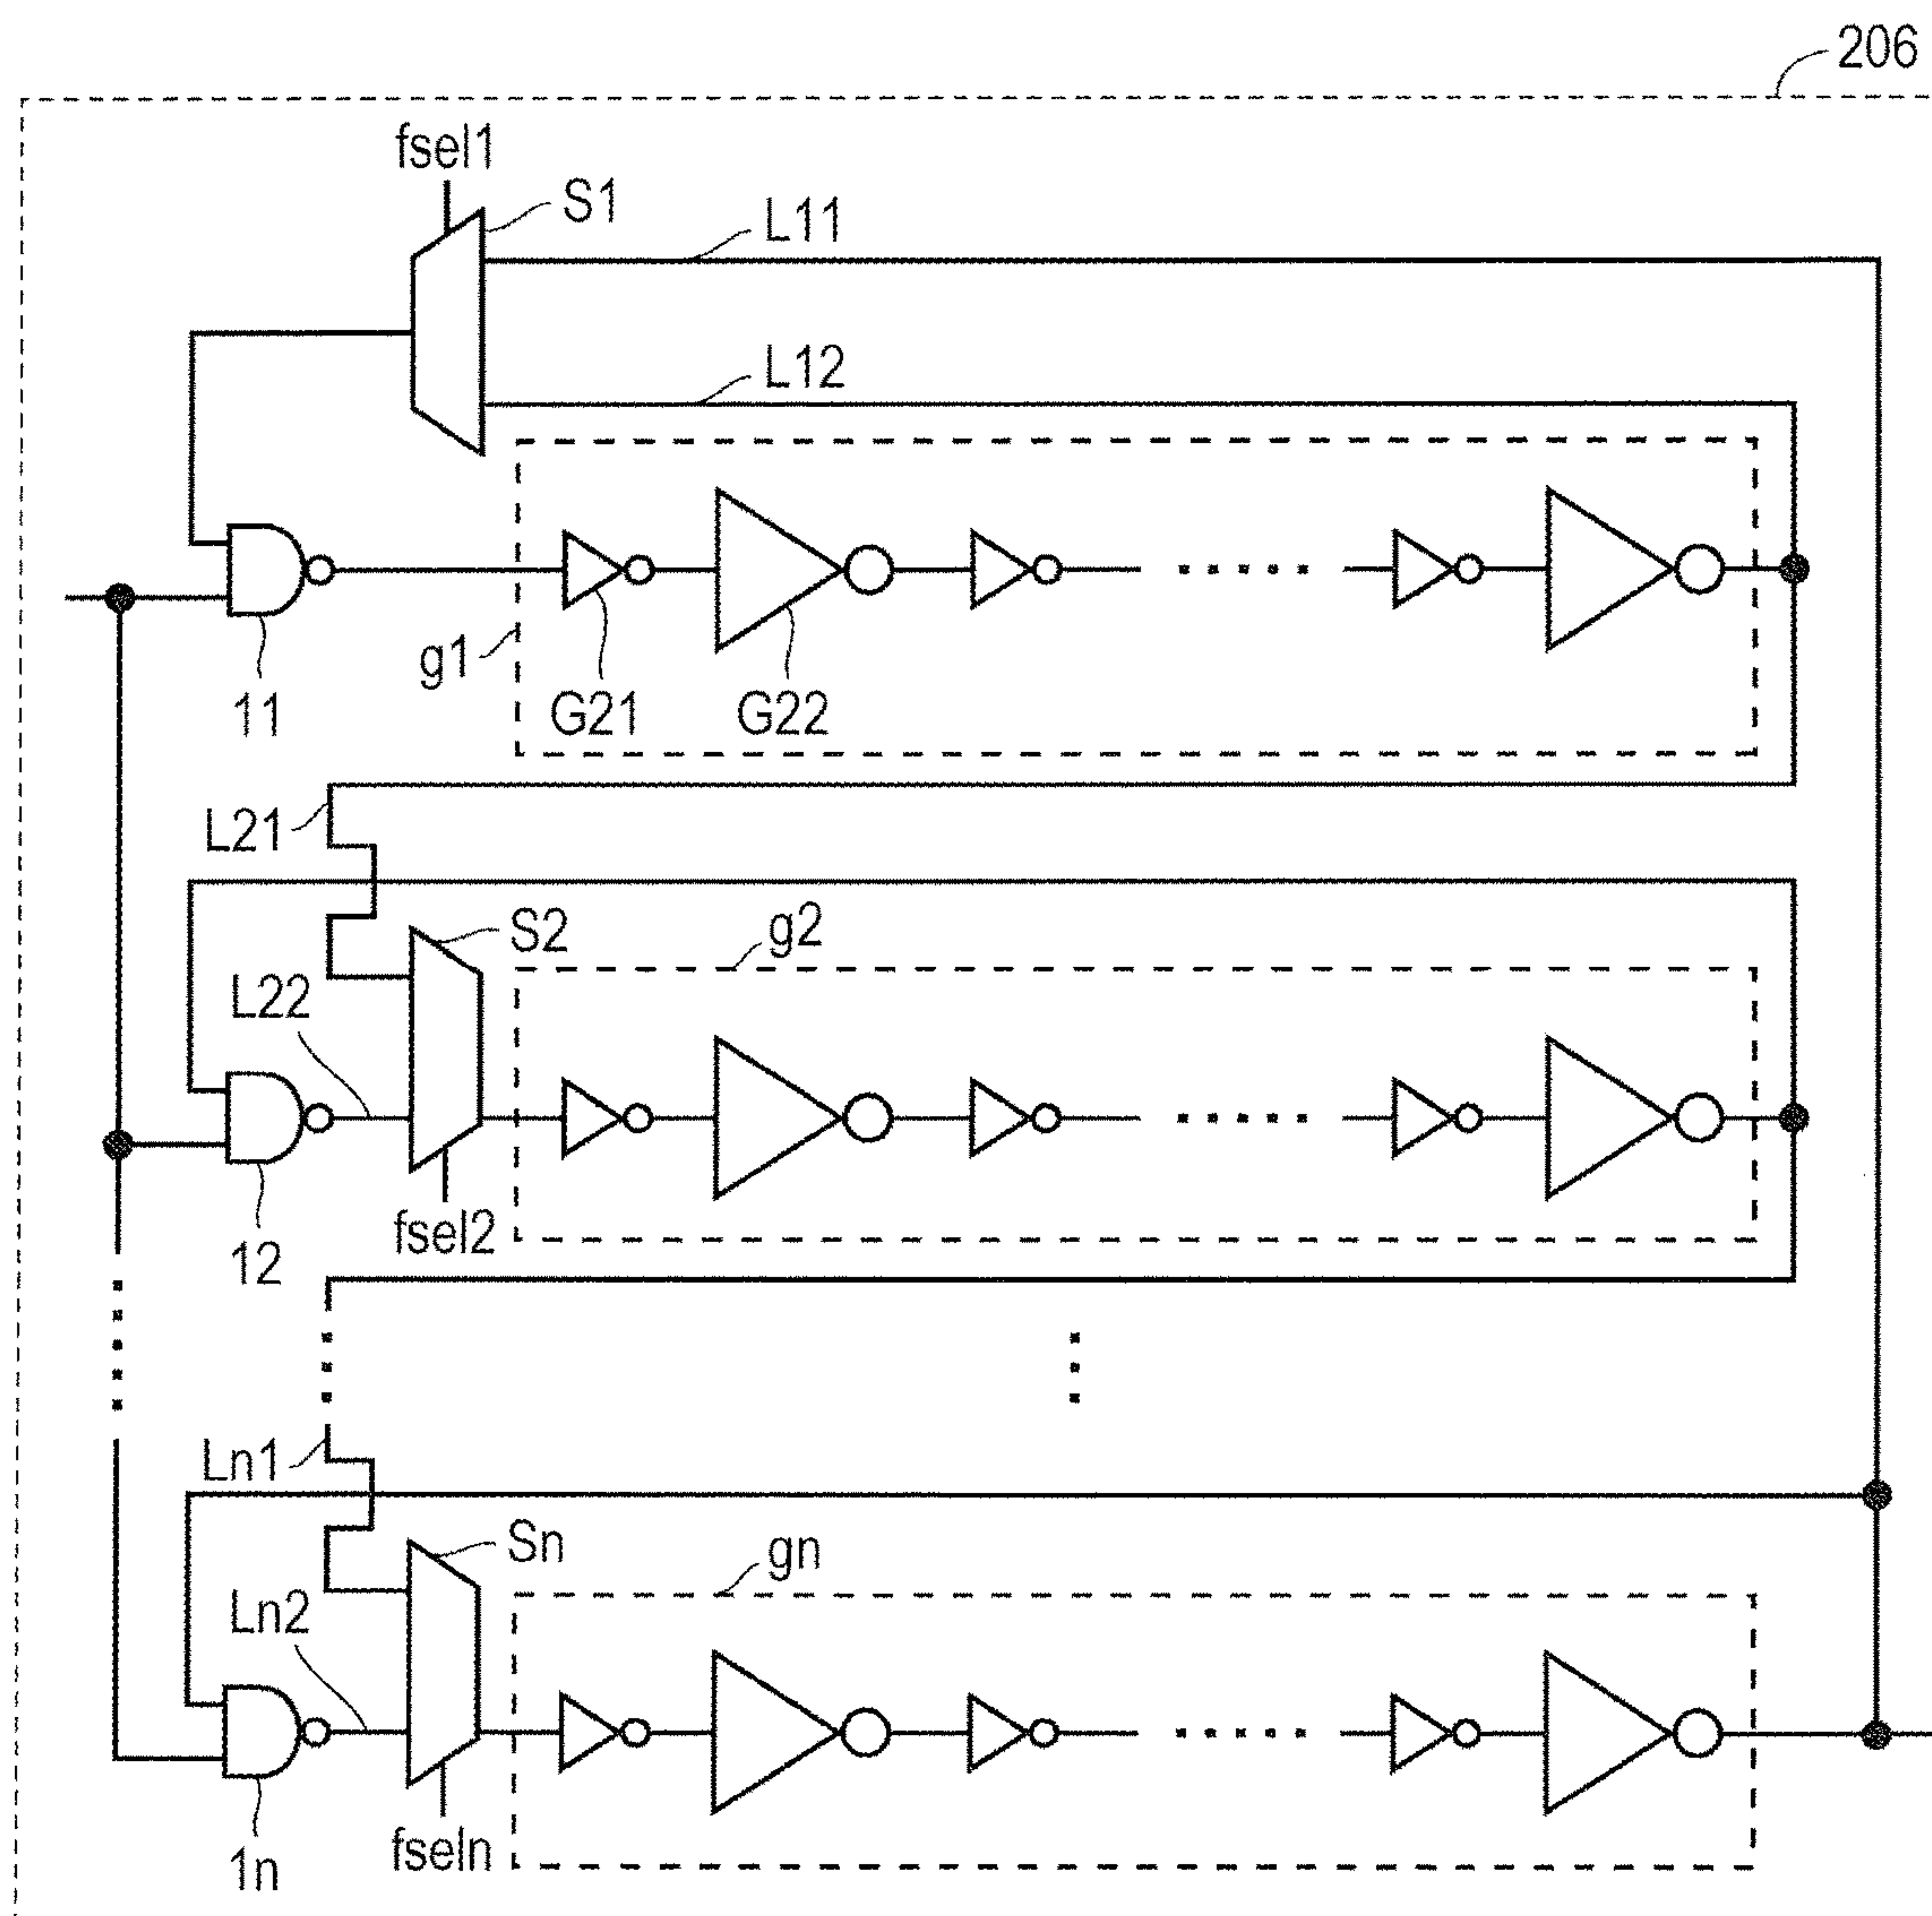 206
fsel1
S1
L11
L12
g1
11
G21
G22
L21
S2
g2
L22
12
fsel2
Ln1
Sn
gn
Ln2
1n
fseln